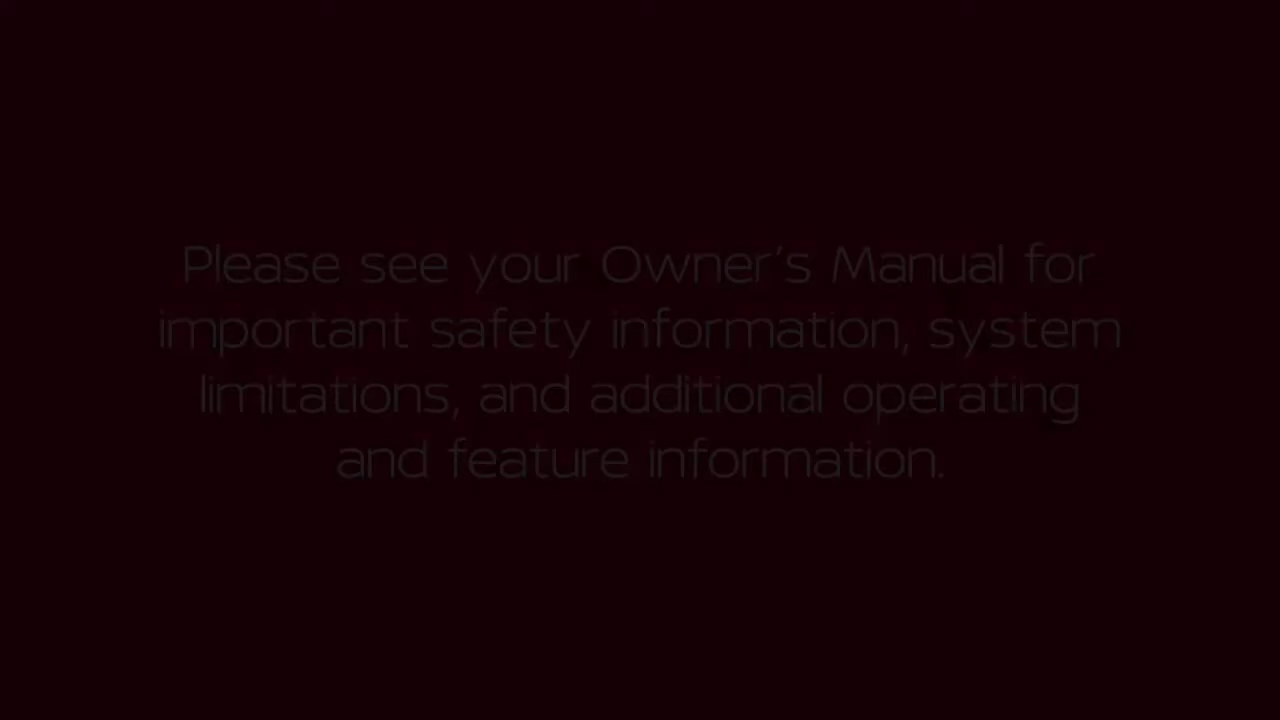 Please see your Owner's Manual for
important safety information, system
limitations, and additional operating
and feature information.